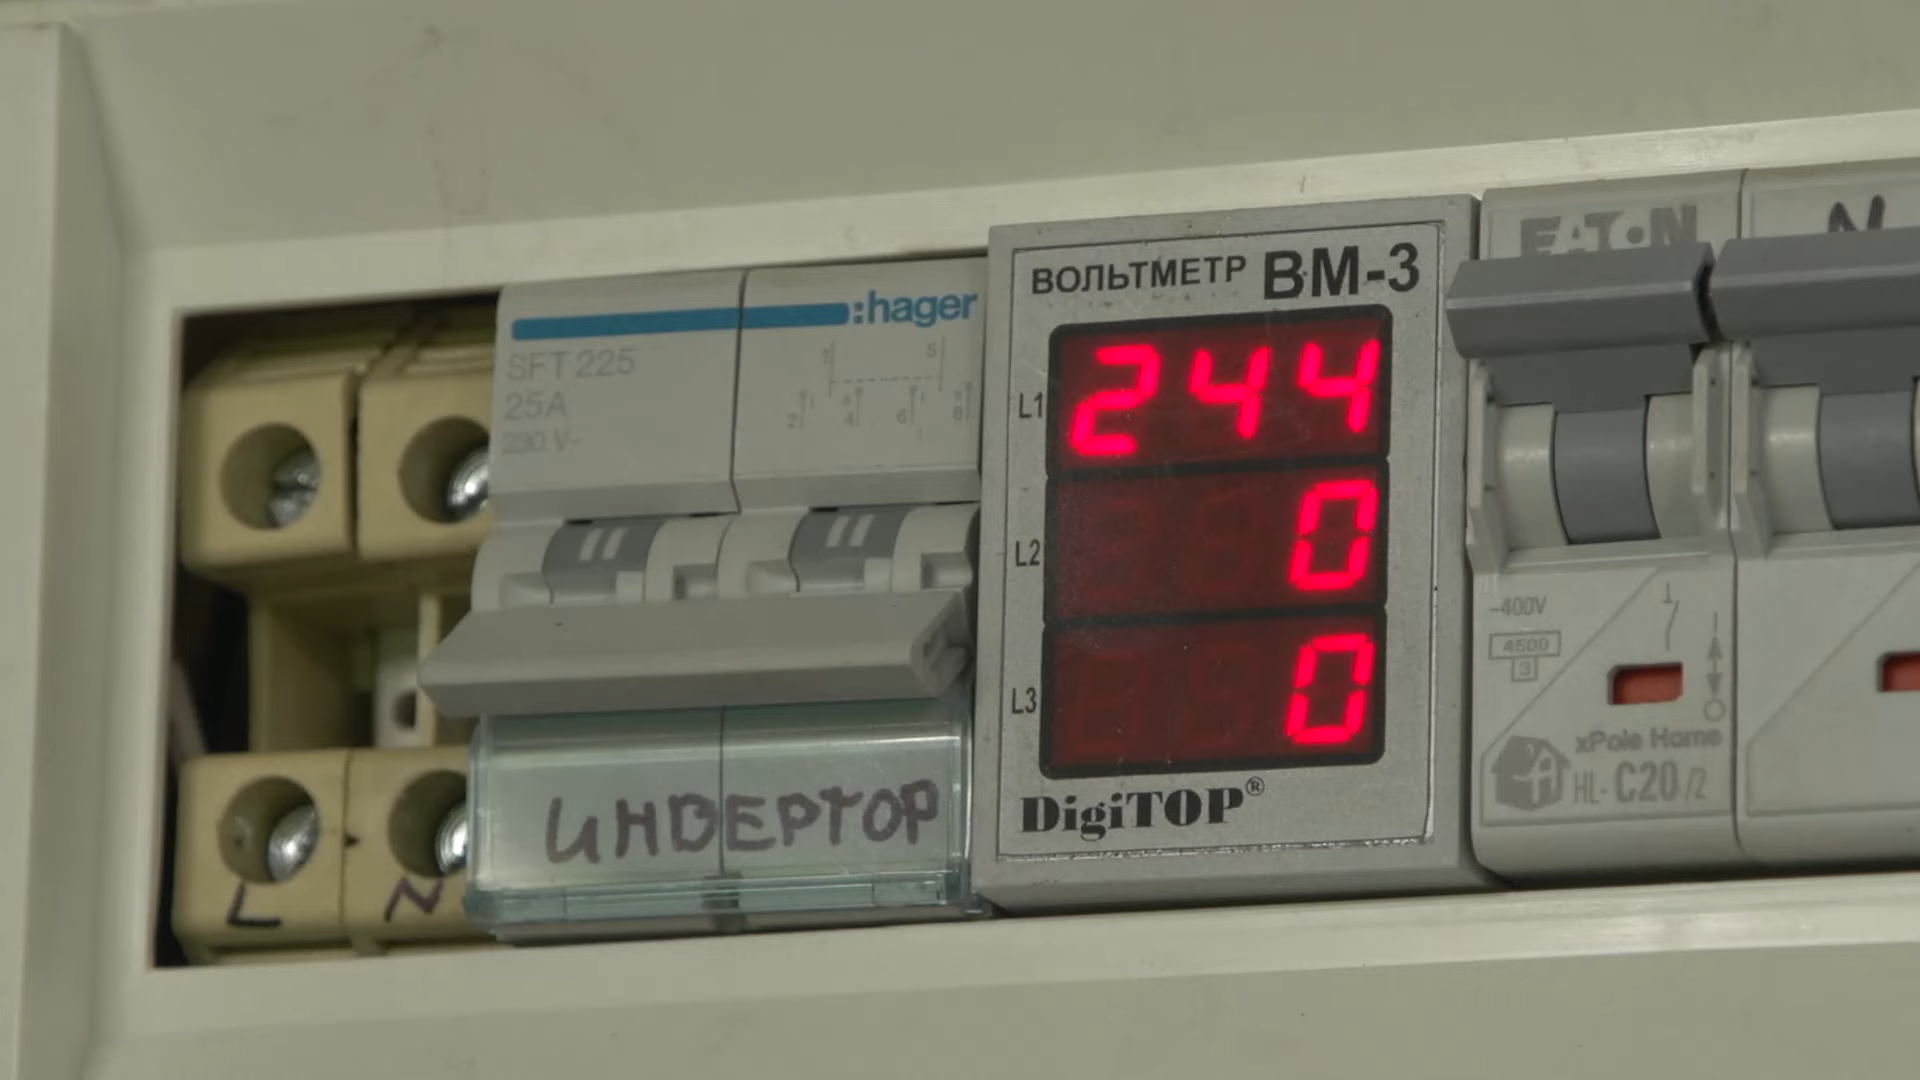 :hager
SFT 225
25A
230 V~
ИНВЕРТОР
L
N
ВОЛЬТМЕТР ВМ-3
L1 244
L2 0
L3 0
DigiTOP®
EATON
N
~400V
4500
3
xPole Home
HL-C20/2